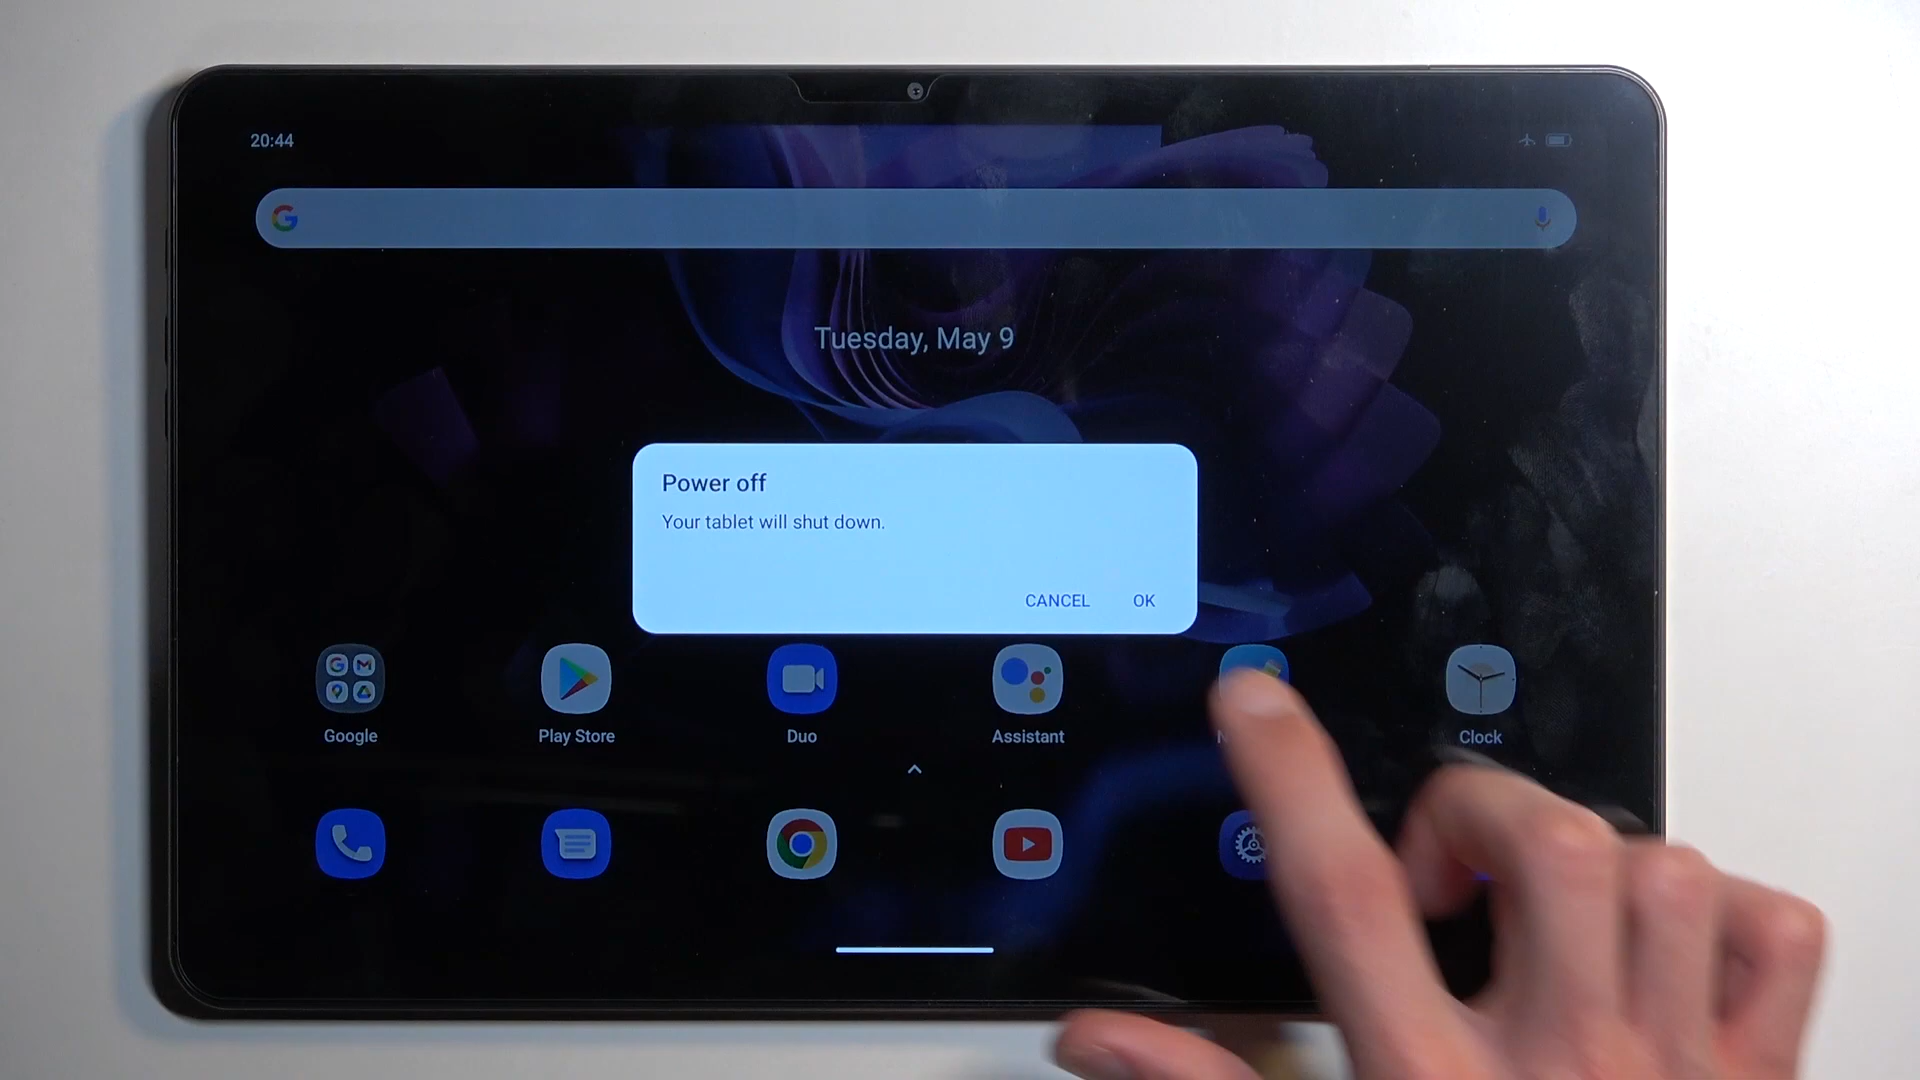 20:44
Tuesday, May 9
Power off
Your tablet will shut down.
CANCEL OK
Google Play Store Duo Assistant Clock